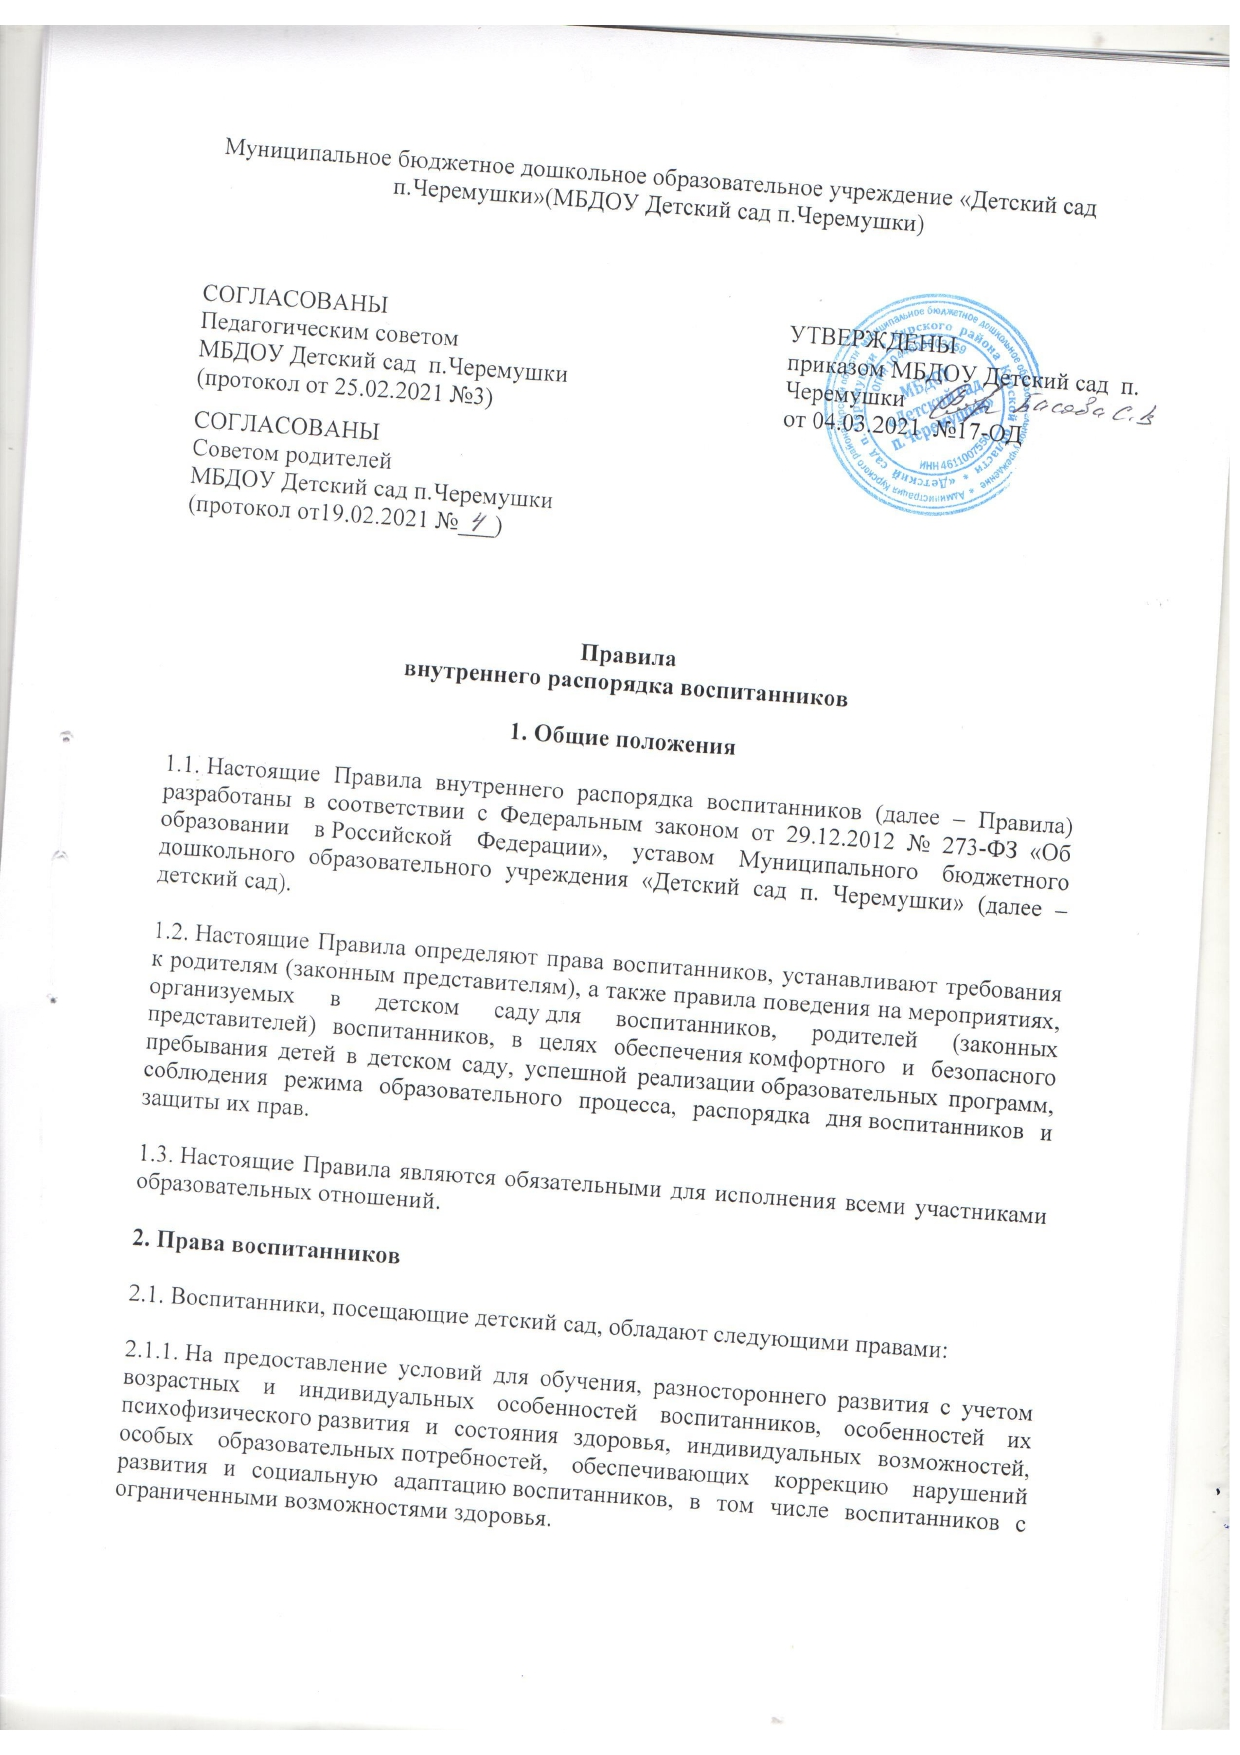 Муниципальное бюджетное дошкольное образовательное учреждение «Детский сад
п.Черемушки»(МБДОУ Детский сад п.Черемушки)
СОГЛАСОВАНЫ
Педагогическим советом
МБДОУ Детский сад п.Черемушки
(протокол от 25.02.2021 №3)
СОГЛАСОВАНЫ
Советом родителей
МБДОУ Детский сад п.Черемушки
(протокол от19.02.2021 №_4_)
УТВЕРЖДЕНЫ
приказом МБДОУ Детский сад п.
Черемушки Басова С.В
от 04.03.2021 №17-ОД
МБДОУ
«Детский сад
п.Черемушки»
ИНН 4611007550
Правила
внутреннего распорядка воспитанников
1. Общие положения
1.1. Настоящие Правила внутреннего распорядка воспитанников (далее – Правила)
разработаны в соответствии с Федеральным законом от 29.12.2012 № 273-ФЗ «Об
образовании в Российской Федерации», уставом Муниципального бюджетного
дошкольного образовательного учреждения «Детский сад п. Черемушки» (далее –
детский сад).
1.2. Настоящие Правила определяют права воспитанников, устанавливают требования
к родителям (законным представителям), а также правила поведения на мероприятиях,
организуемых в детском саду для воспитанников, родителей (законных
представителей) воспитанников, в целях обеспечения комфортного и безопасного
пребывания детей в детском саду, успешной реализации образовательных программ,
соблюдения режима образовательного процесса, распорядка дня воспитанников и
защиты их прав.
1.3. Настоящие Правила являются обязательными для исполнения всеми участниками
образовательных отношений.
2. Права воспитанников
2.1. Воспитанники, посещающие детский сад, обладают следующими правами:
2.1.1. На предоставление условий для обучения, разностороннего развития с учетом
возрастных и индивидуальных особенностей воспитанников, особенностей их
психофизического развития и состояния здоровья, индивидуальных возможностей,
особых образовательных потребностей, обеспечивающих коррекцию нарушений
развития и социальную адаптацию воспитанников, в том числе воспитанников с
ограниченными возможностями здоровья.